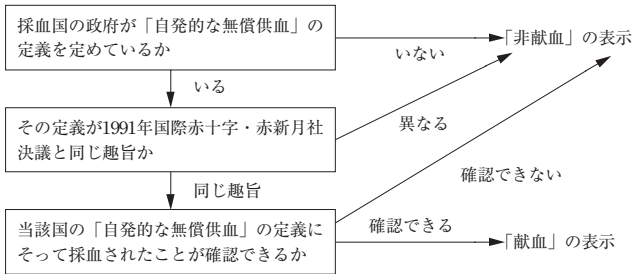 採血国の政府が「自発的な無償供血」の
定義を定めているか
いない
「非献血」の表示
いる
その定義が1991年国際赤十字・赤新月社
決議と同じ趣旨か
異なる
同じ趣旨
確認できない
当該国の「自発的な無償供血」の定義に
そって採血されたことが確認できるか
確認できる
「献血」の表示